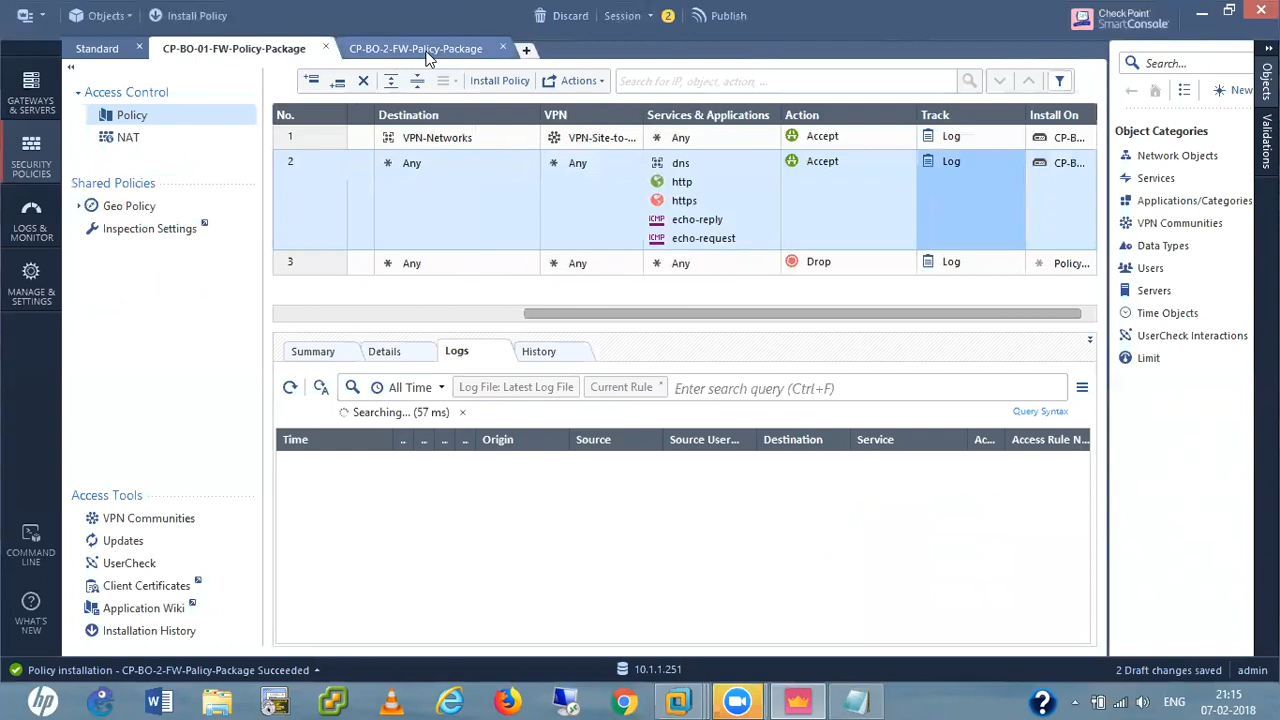 Objects
Install Policy
Discard
Session
2
Publish
Check Point
SmartConsole
Standard
CP-BO-01-FW-Policy-Package
CP-BO-2-FW-Palicy-Package
GATEWAYS
& SERVERS
SECURITY
POLICIES
LOGS &
MONITOR
MANAGE &
SETTINGS
COMMAND
LINE
WHAT'S
NEW
Access Control
Policy
NAT
Shared Policies
Geo Policy
Inspection Settings
Access Tools
VPN Communities
Updates
UserCheck
Client Certificates
Application Wiki
Installation History
Install Policy
Actions
Search for IP, object, action, ...
No. Destination VPN Services & Applications Action Track Install On
1 VPN-Networks VPN-Site-to-... Any Accept Log CP-B...
2 Any Any dns Accept Log CP-B...
http
https
ICMP echo-reply
ICMP echo-request
3 Any Any Any Drop Log Policy...
Summary Details Logs History
All Time Log File: Latest Log File Current Rule Enter search query (Ctrl+F)
Searching... (57 ms)
Query Syntax
Time .. .. .. .. Origin Source Source User... Destination Service Ac... Access Rule N...
Search...
New
Object Categories
Network Objects
Services
Applications/Categories
VPN Communities
Data Types
Users
Servers
Time Objects
UserCheck Interactions
Limit
Objects
Validations
Policy installation - CP-BO-2-FW-Palicy-Package Succeeded
10.1.1.251
2 Draft changes saved
admin
ENG
21:15
07-02-2018